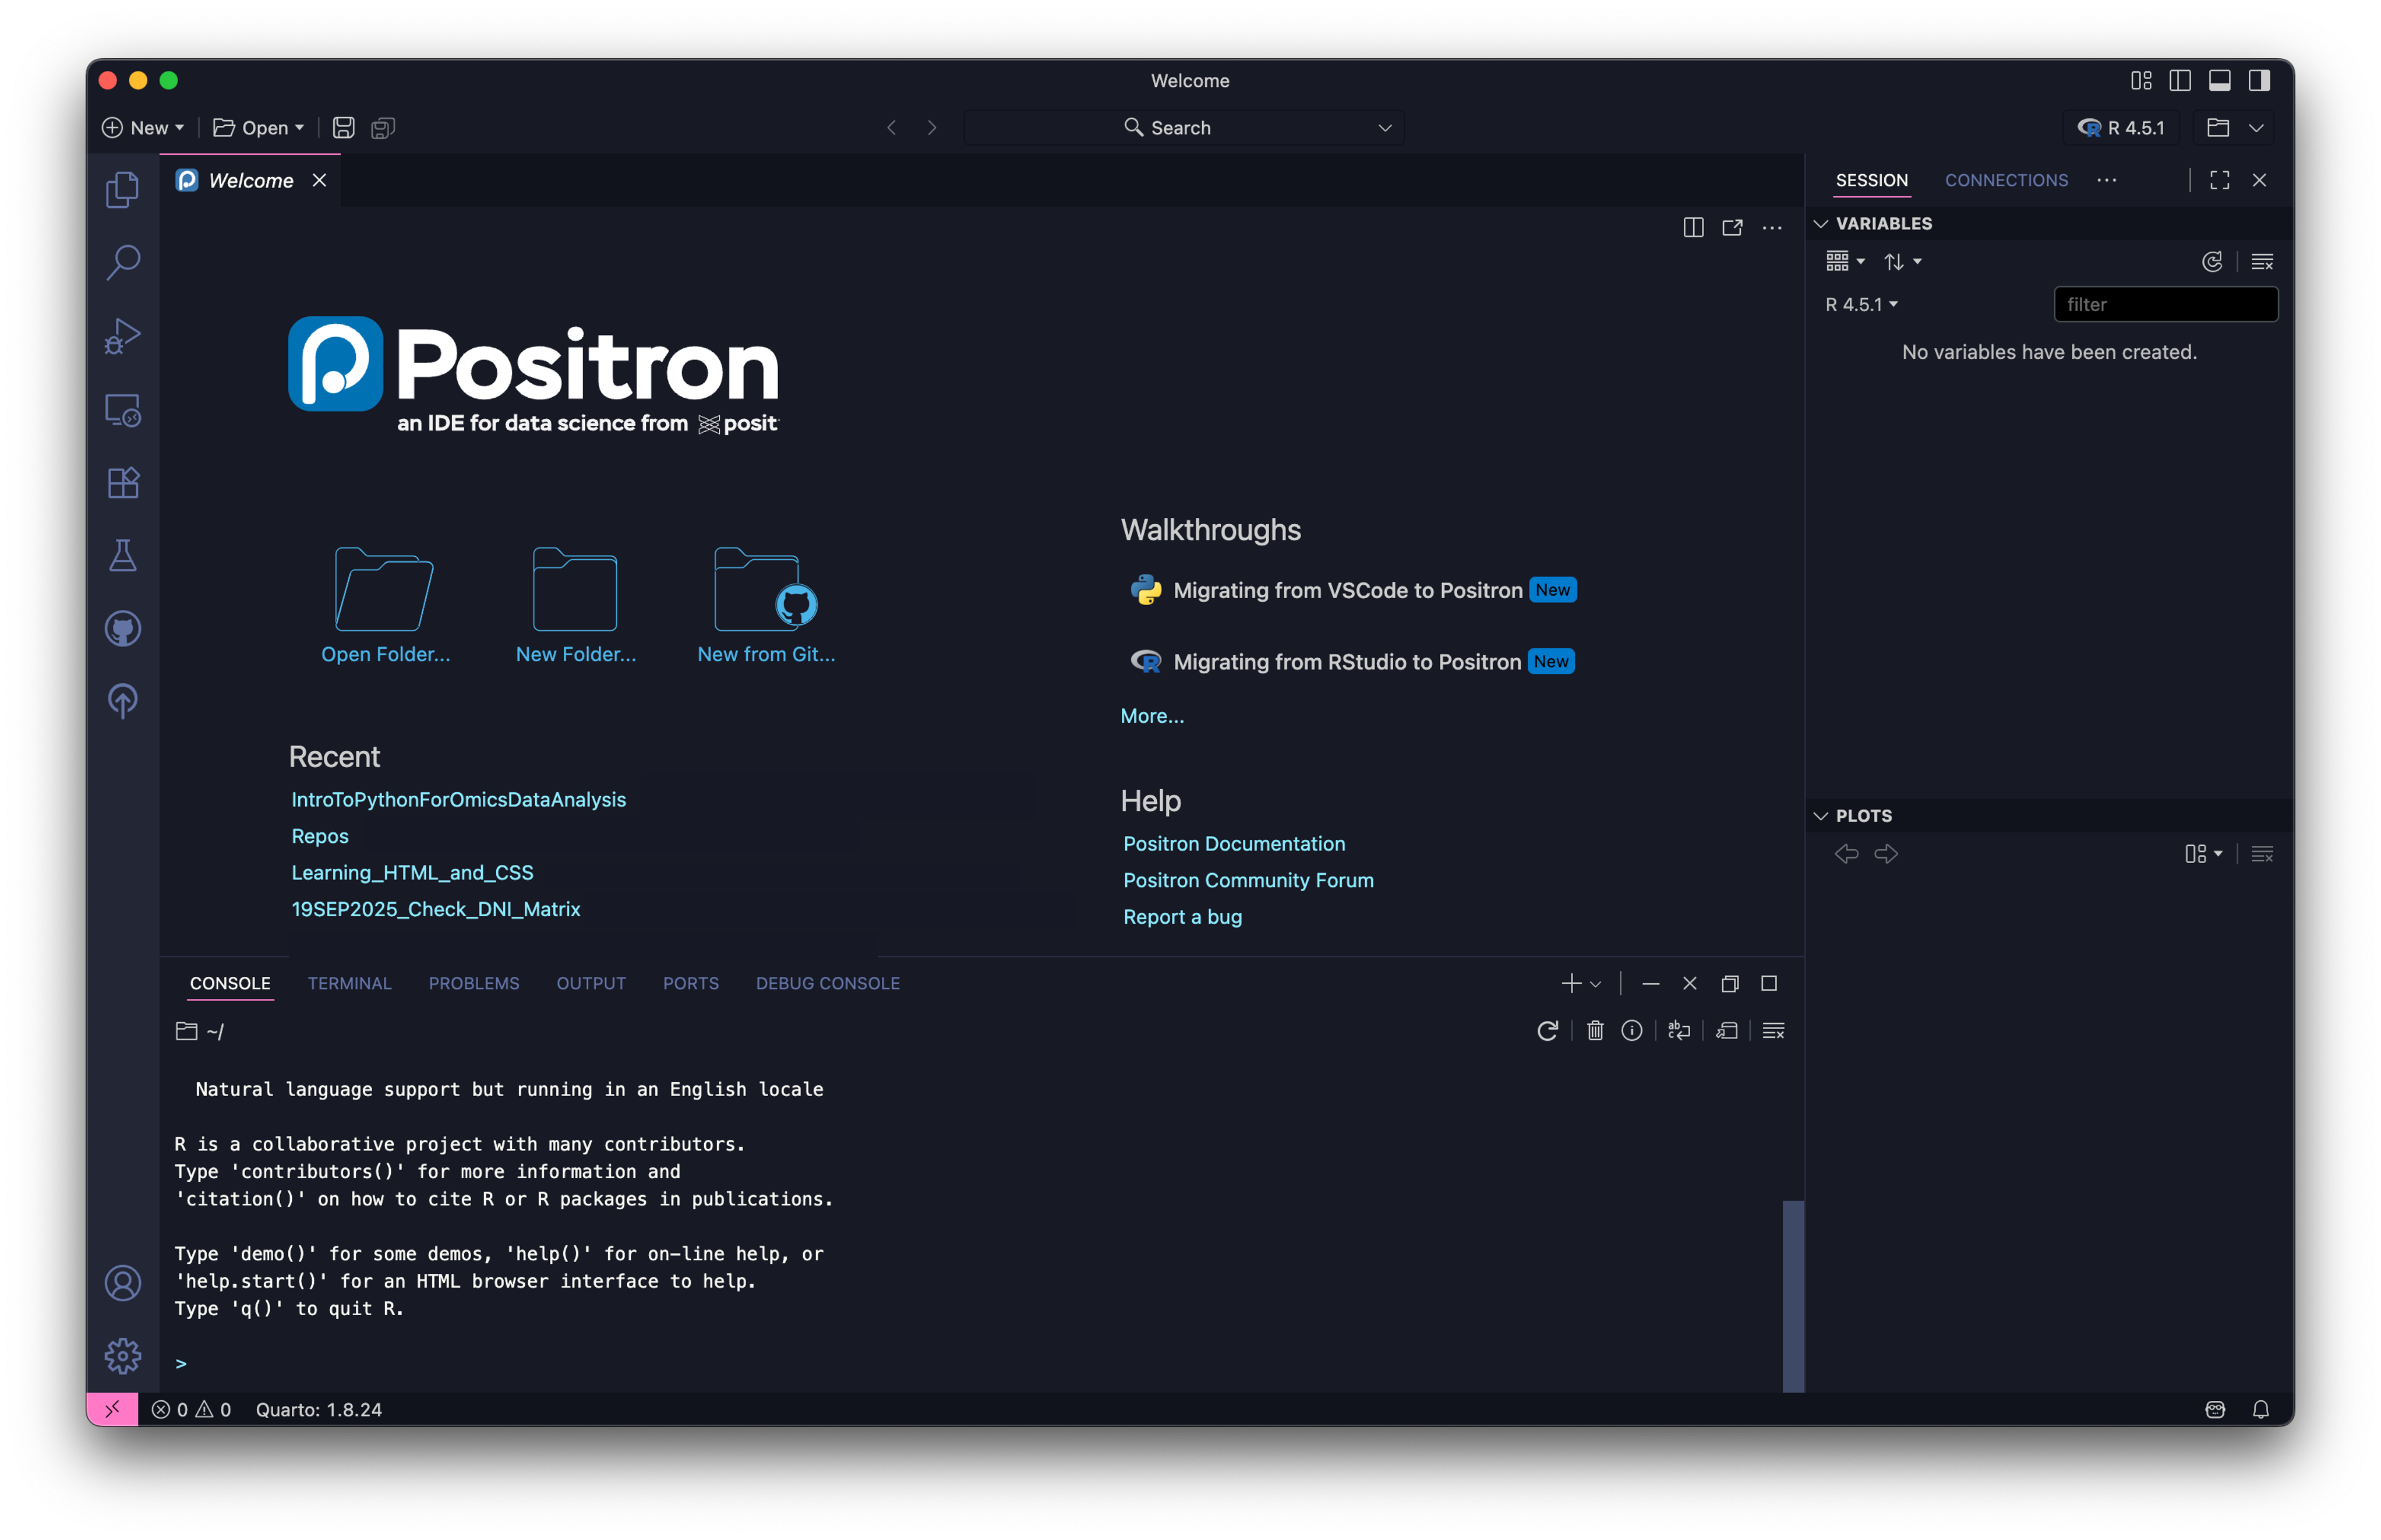 Welcome
New
Open
Search
R 4.5.1
Welcome
SESSION
CONNECTIONS
VARIABLES
R 4.5.1
filter
No variables have been created.
Positron
an IDE for data science from posit
Open Folder...
New Folder...
New from Git...
Walkthroughs
Migrating from VSCode to Positron New
Migrating from RStudio to Positron New
More...
Recent
IntroToPythonForOmicsDataAnalysis
Repos
Learning_HTML_and_CSS
19SEP2025_Check_DNI_Matrix
Help
Positron Documentation
Positron Community Forum
Report a bug
PLOTS
CONSOLE
TERMINAL
PROBLEMS
OUTPUT
PORTS
DEBUG CONSOLE
~/
Natural language support but running in an English locale
R is a collaborative project with many contributors.
Type 'contributors()' for more information and
'citation()' on how to cite R or R packages in publications.
Type 'demo()' for some demos, 'help()' for on-line help, or
'help.start()' for an HTML browser interface to help.
Type 'q()' to quit R.
>
0 0 Quarto: 1.8.24